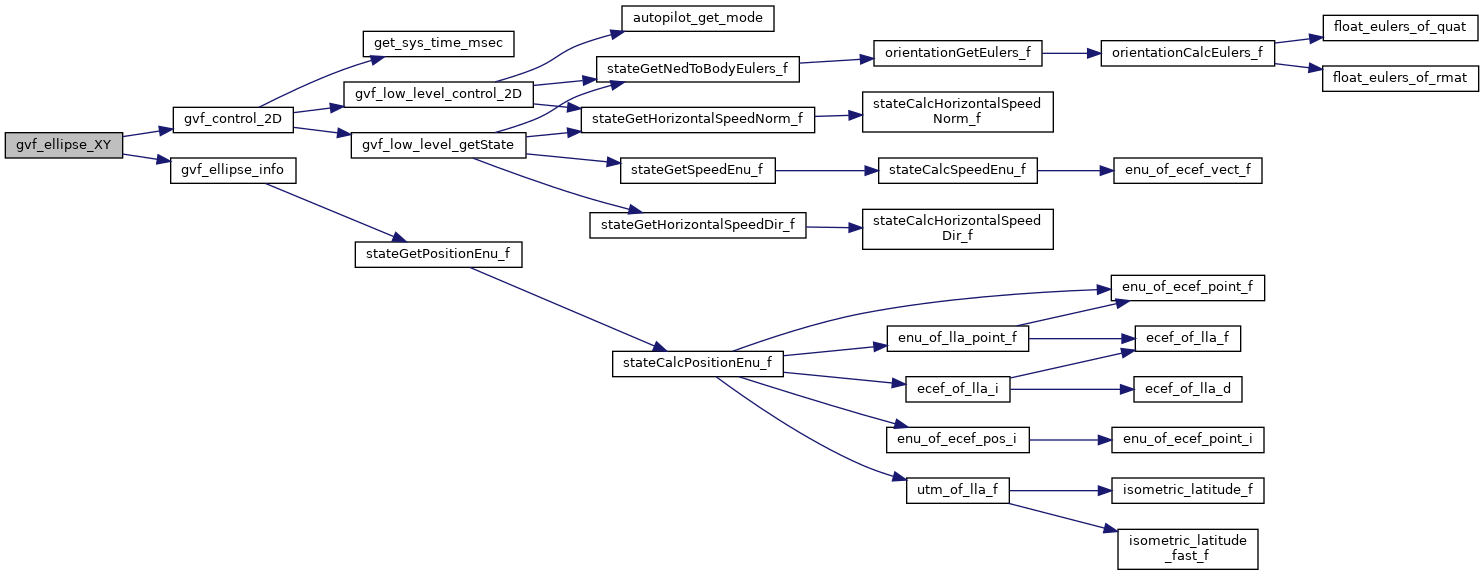 gvf_ellipse_XY
gvf_control_2D
gvf_ellipse_info
get_sys_time_msec
gvf_low_level_control_2D
gvf_low_level_getState
stateGetPositionEnu_f
autopilot_get_mode
stateGetNedToBodyEulers_f
stateGetHorizontalSpeedNorm_f
stateGetSpeedEnu_f
stateGetHorizontalSpeedDir_f
stateCalcPositionEnu_f
orientationGetEulers_f
stateCalcHorizontalSpeed
Norm_f
stateCalcSpeedEnu_f
stateCalcHorizontalSpeed
Dir_f
enu_of_lla_point_f
ecef_of_lla_i
enu_of_ecef_pos_i
utm_of_lla_f
orientationCalcEulers_f
enu_of_ecef_vect_f
enu_of_ecef_point_f
ecef_of_lla_f
ecef_of_lla_d
enu_of_ecef_point_i
isometric_latitude_f
isometric_latitude
_fast_f
float_eulers_of_quat
float_eulers_of_rmat